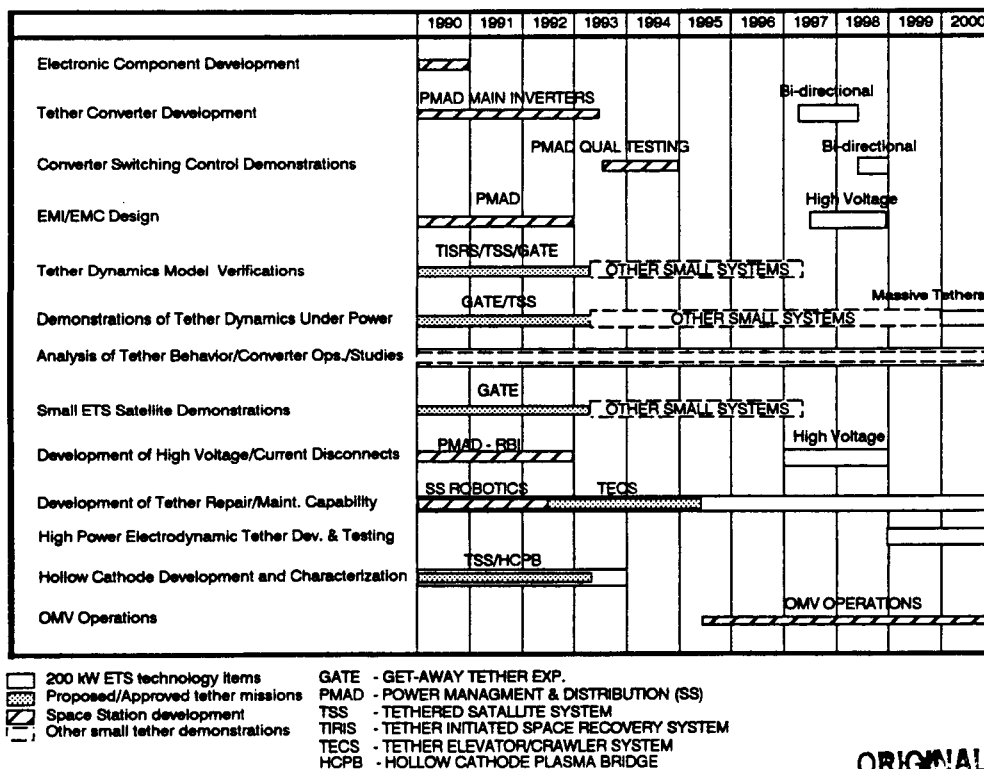 1990 1991 1992 1993 1994 1995 1996 1997 1998 1999 2000
Electronic Component Development
Tether Converter Development PMAD MAIN INVERTERS Bi-directional
Converter Switching Control Demonstrations PMAD QUAL TESTING Bi-directional
EMI/EMC Design PMAD High Voltage
Tether Dynamics Model Verifications TISRS/TSS/GATE OTHER SMALL SYSTEMS
Demonstrations of Tether Dynamics Under Power GATE/TSS OTHER SMALL SYSTEMS Massive Tethers
Analysis of Tether Behavior/Converter Ops./Studies
Small ETS Satellite Demonstrations GATE OTHER SMALL SYSTEMS
Development of High Voltage/Current Disconnects PMAD - RBI High Voltage
Development of Tether Repair/Maint. Capability SS ROBOTICS TECS
High Power Electrodynamic Tether Dev. & Testing
Hollow Cathode Development and Characterization TSS/HCPB
OMV Operations OMV OPERATIONS
200 kW ETS technology items
Proposed/Approved tether missions
Space Station development
Other small tether demonstrations
GATE - GET-AWAY TETHER EXP.
PMAD - POWER MANAGMENT & DISTRIBUTION (SS)
TSS - TETHERED SATALLITE SYSTEM
TIRIS - TETHER INITIATED SPACE RECOVERY SYSTEM
TECS - TETHER ELEVATOR/CRAWLER SYSTEM
HCPB - HOLLOW CATHODE PLASMA BRIDGE
ORIGINAL